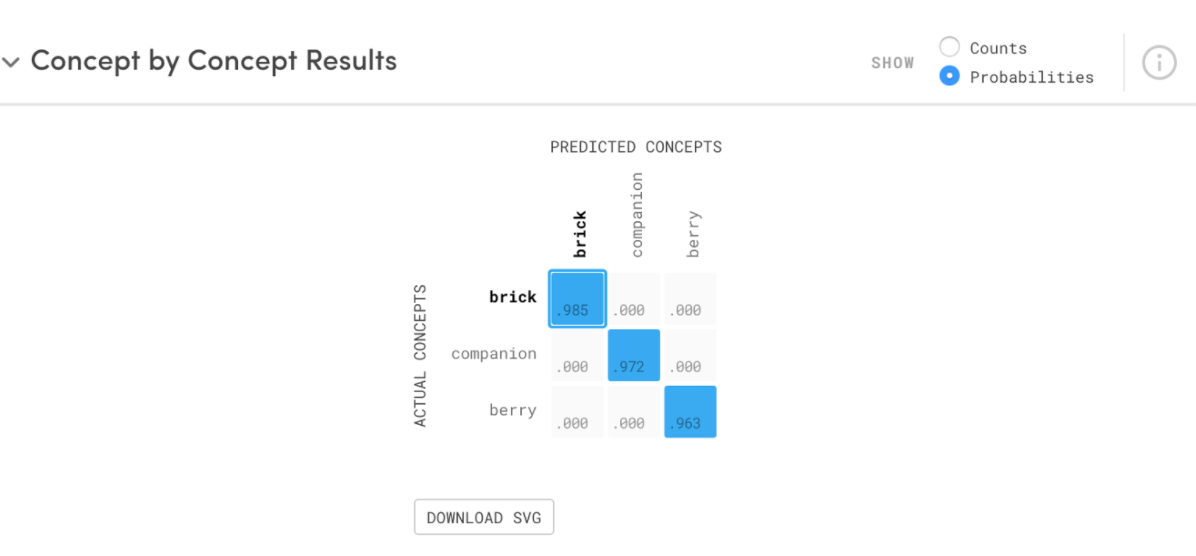 Concept by Concept Results
SHOW
Counts
Probabilities
PREDICTED CONCEPTS
brick companion berry
ACTUAL CONCEPTS
brick .985 .000 .000
companion .000 .972 .000
berry .000 .000 .963
DOWNLOAD SVG